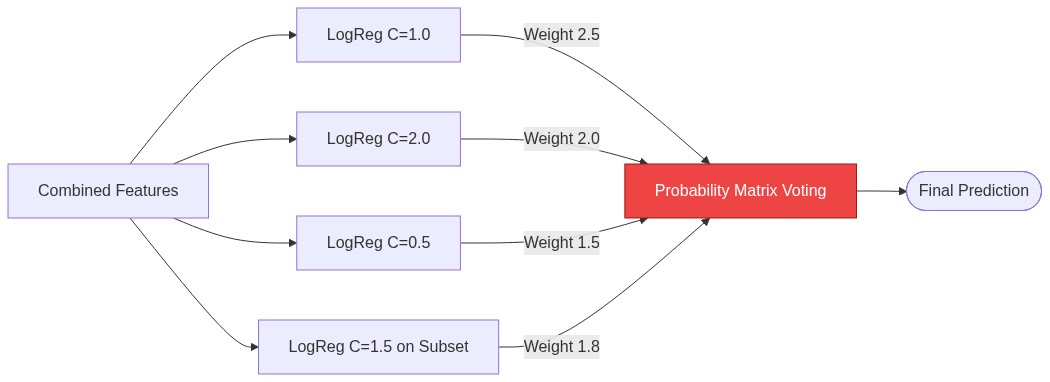 LogReg C=1.0
Weight 2.5
LogReg C=2.0
Weight 2.0
Combined Features
Probability Matrix Voting
Final Prediction
LogReg C=0.5
Weight 1.5
LogReg C=1.5 on Subset
Weight 1.8